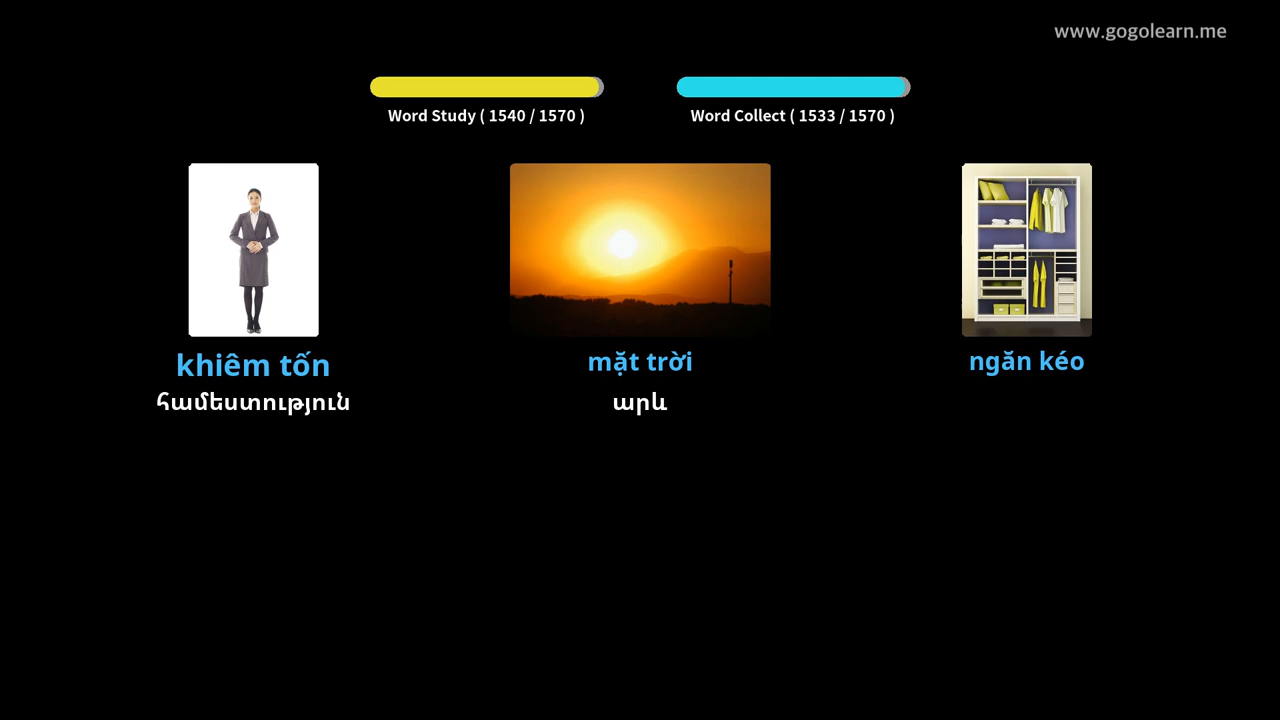 www.gogolearn.me
Word Study ( 1540 / 1570 )
Word Collect ( 1533 / 1570 )
khiêm tốn
համեստություն
mặt trời
արև
ngăn kéo